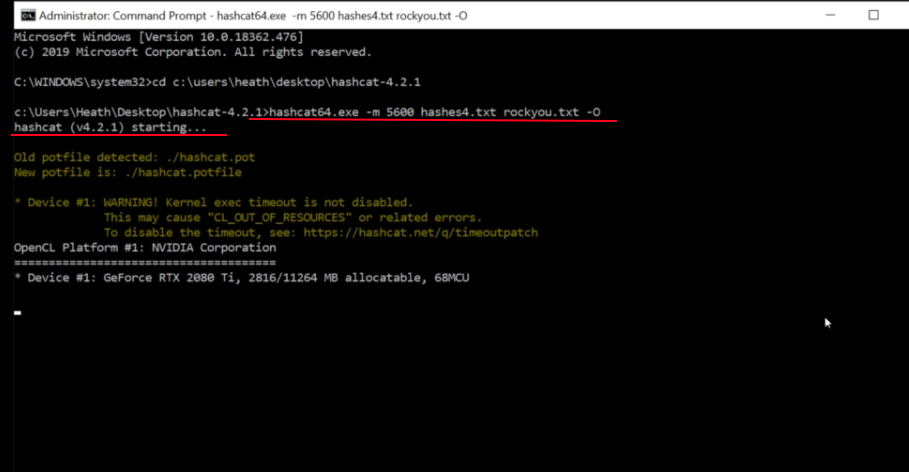 Administrator: Command Prompt - hashcat64.exe -m 5600 hashes4.txt rockyou.txt -O
Microsoft Windows [Version 10.0.18362.476]
(c) 2019 Microsoft Corporation. All rights reserved.
C:\WINDOWS\system32>cd c:\users\heath\desktop\hashcat-4.2.1
c:\Users\Heath\Desktop\hashcat-4.2.1>hashcat64.exe -m 5600 hashes4.txt rockyou.txt -O
hashcat (v4.2.1) starting...
Old potfile detected: ./hashcat.pot
New potfile is: ./hashcat.potfile
* Device #1: WARNING! Kernel exec timeout is not disabled.
This may cause "CL_OUT_OF_RESOURCES" or related errors.
To disable the timeout, see: https://hashcat.net/q/timeoutpatch
OpenCL Platform #1: NVIDIA Corporation
======================================
* Device #1: GeForce RTX 2080 Ti, 2816/11264 MB allocatable, 68MCU